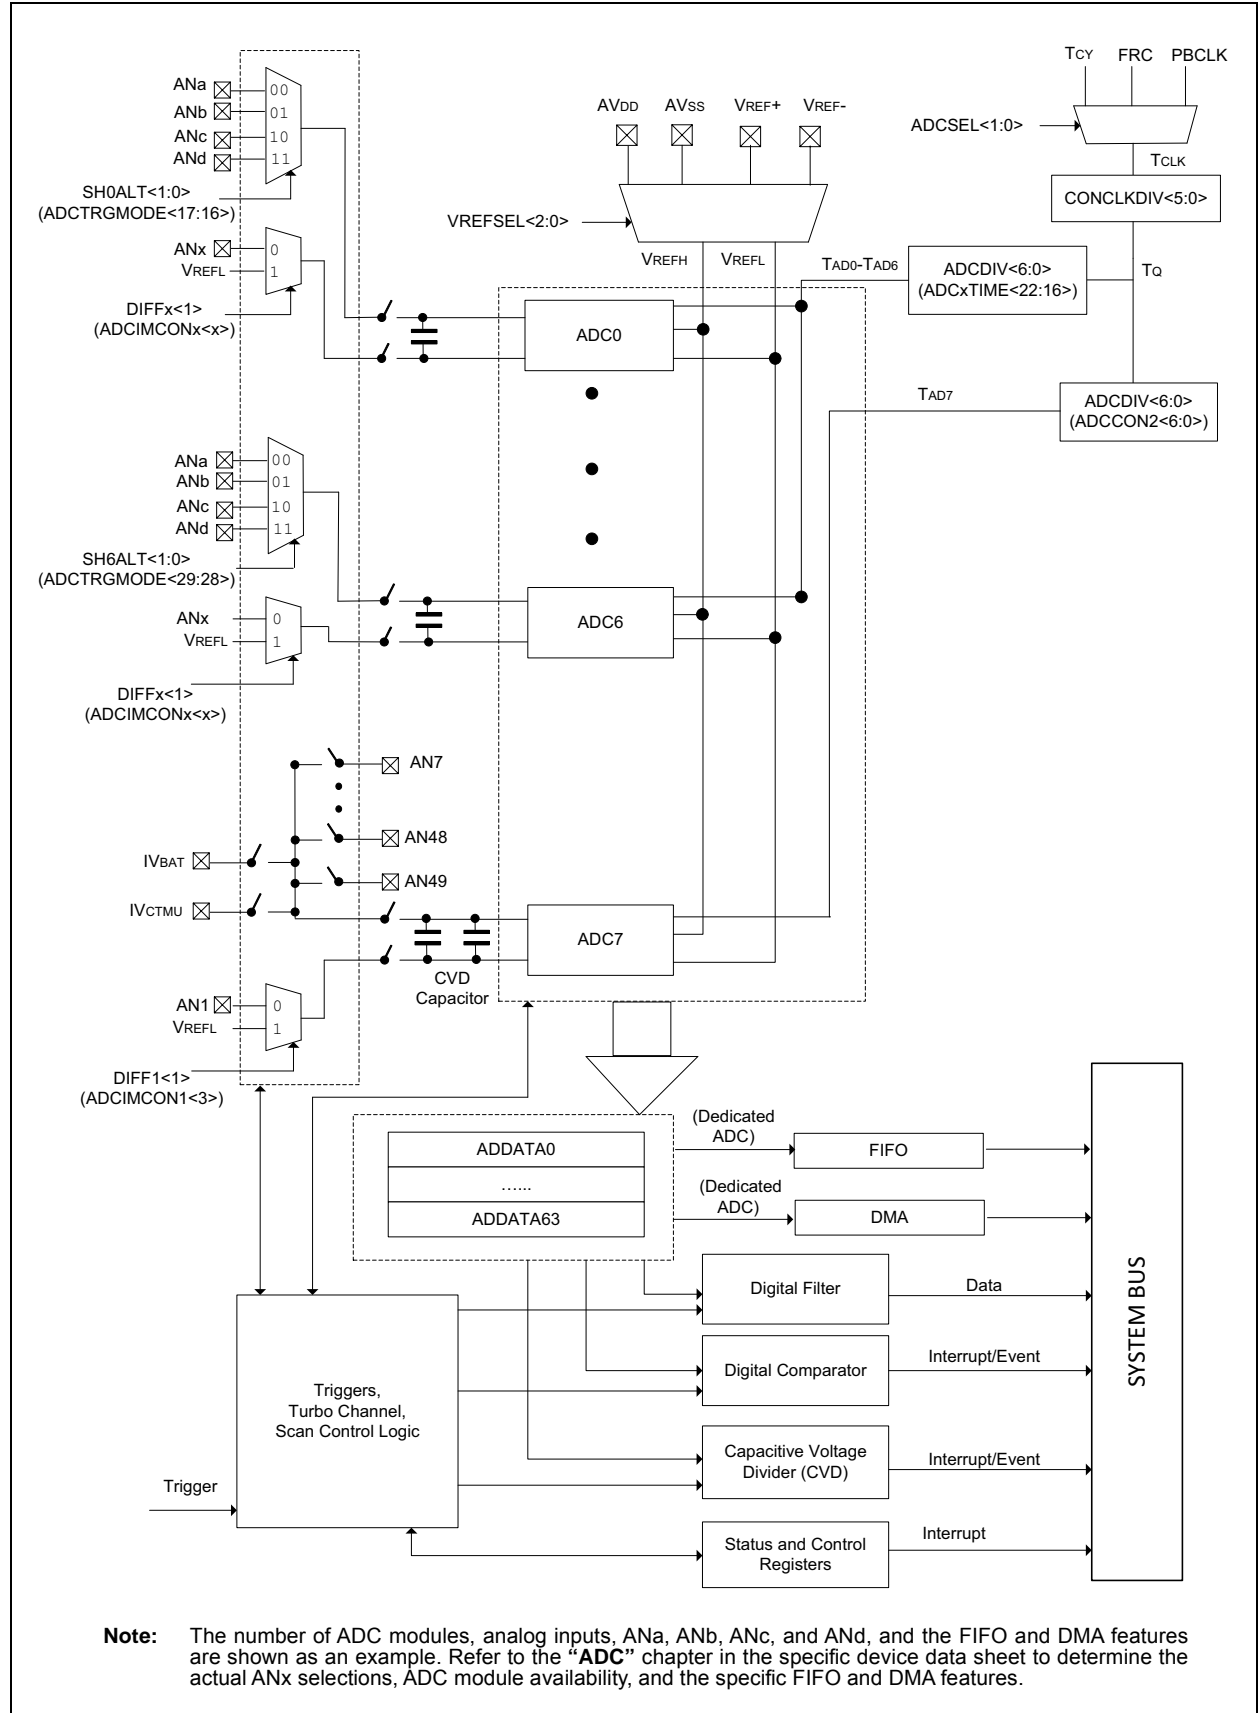 TCY FRC PBCLK
ADCSEL<1:0>
TCLK
CONCLKDIV<5:0>
TQ
AVDD AVSS VREF+ VREF-
VREFSEL<2:0>
VREFH VREFL
TAD0-TAD6
ADCDIV<6:0>
(ADCxTIME<22:16>)
TAD7
ADCDIV<6:0>
(ADCCON2<6:0>)
ANa 00
ANb 01
ANc 10
ANd 11
SH0ALT<1:0>
(ADCTRGMODE<17:16>)
ANx 0
VREFL 1
DIFFx<1>
(ADCIMCONx<x>)
ADC0
ANa 00
ANb 01
ANc 10
ANd 11
SH6ALT<1:0>
(ADCTRGMODE<29:28>)
ANx 0
VREFL 1
DIFFx<1>
(ADCIMCONx<x>)
ADC6
AN7
AN48
AN49
IVBAT
IVCTMU
ADC7
CVD
Capacitor
AN1 0
VREFL 1
DIFF1<1>
(ADCIMCON1<3>)
ADDATA0
......
ADDATA63
(Dedicated
ADC)
FIFO
(Dedicated
ADC)
DMA
Digital Filter
Data
Digital Comparator
Interrupt/Event
Capacitive Voltage
Divider (CVD)
Interrupt/Event
Status and Control
Registers
Interrupt
SYSTEM BUS
Triggers,
Turbo Channel,
Scan Control Logic
Trigger
Note: The number of ADC modules, analog inputs, ANa, ANb, ANc, and ANd, and the FIFO and DMA features
are shown as an example. Refer to the “ADC” chapter in the specific device data sheet to determine the
actual ANx selections, ADC module availability, and the specific FIFO and DMA features.